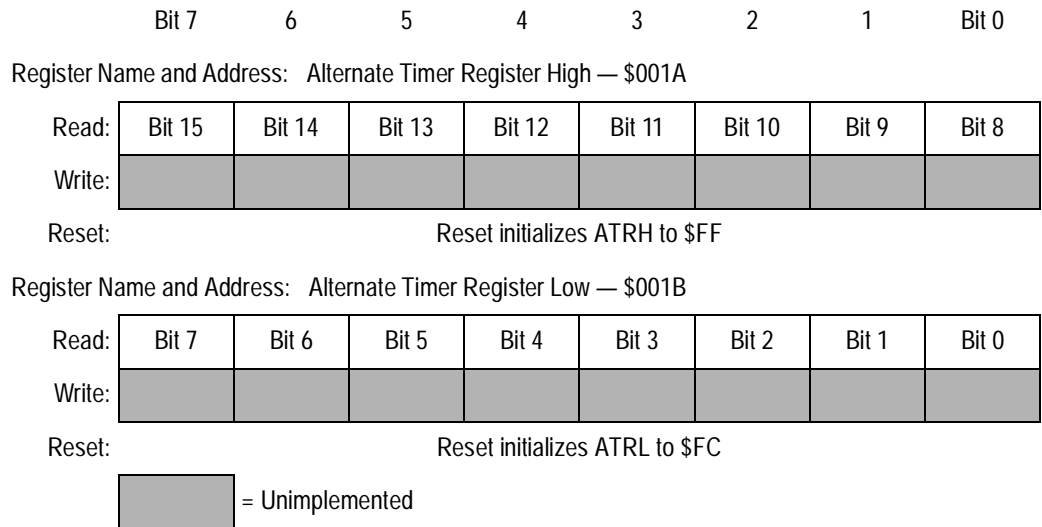 Bit 7 6 5 4 3 2 1 Bit 0
Register Name and Address: Alternate Timer Register High — $001A
Read: Bit 15 Bit 14 Bit 13 Bit 12 Bit 11 Bit 10 Bit 9 Bit 8
Write:
Reset: Reset initializes ATRH to $FF
Register Name and Address: Alternate Timer Register Low — $001B
Read: Bit 7 Bit 6 Bit 5 Bit 4 Bit 3 Bit 2 Bit 1 Bit 0
Write:
Reset: Reset initializes ATRL to $FC
= Unimplemented